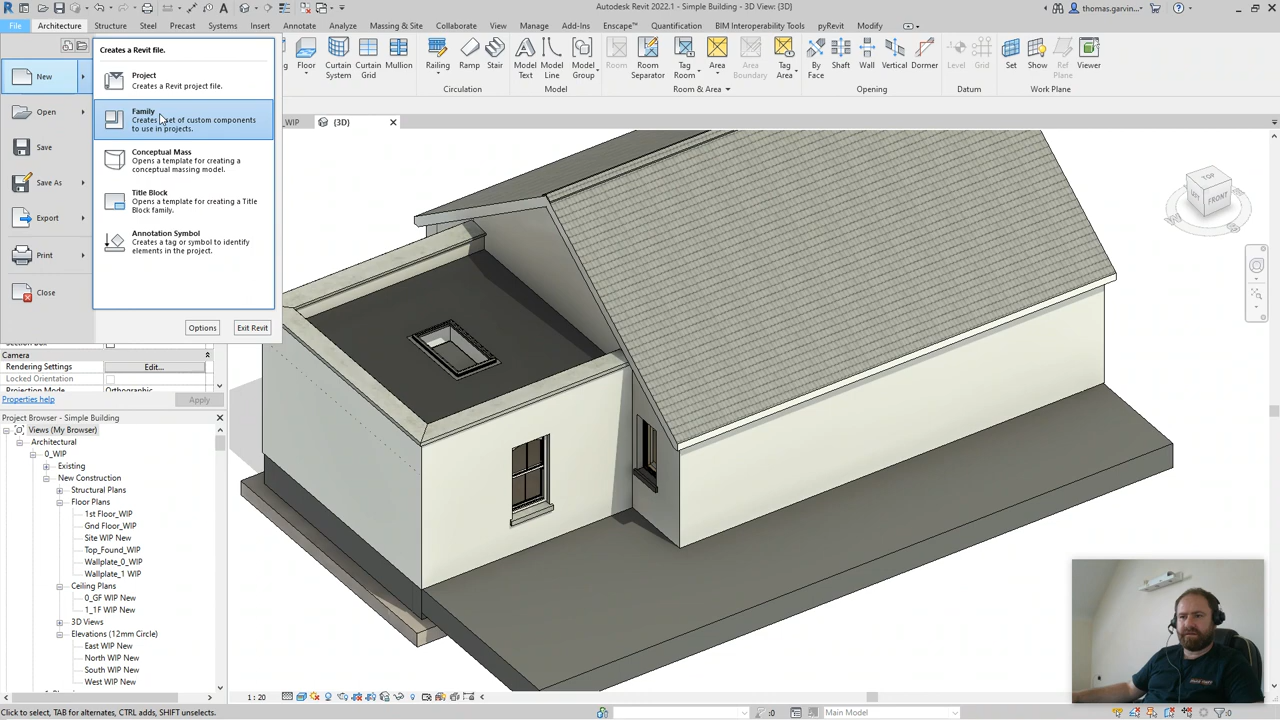 Autodesk Revit 2022.1 - Simple Building - 3D View: {3D}
thomas.garvin...
File Architecture Structure Steel Precast Systems Insert Annotate Analyze Massing & Site Collaborate View Manage Add-Ins Enscape™ Quantification BIM Interoperability Tools pyRevit Modify
Creates a Revit file.
New
Project
Creates a Revit project file.
Family
Creates set of custom components
to use in projects.
Conceptual Mass
Opens a template for creating a
conceptual massing model.
Title Block
Opens a template for creating a Title
Block family.
Annotation Symbol
Creates a tag or symbol to identify
elements in the project.
Open
Save
Save As
Export
Print
Close
Options
Exit Revit
Floor
Curtain
System
Curtain
Grid
Mullion
Railing
Ramp
Stair
Model
Text
Model
Line
Model
Group
Room
Room
Separator
Tag
Room
Area
Area
Boundary
Tag
Area
By
Face
Shaft
Wall
Vertical
Dormer
Level
Grid
Set
Show
Ref
Plane
Viewer
Circulation
Model
Room & Area
Opening
Datum
Work Plane
_WIP
{3D}
TOP
FRONT
Camera
Rendering Settings
Edit...
Locked Orientation
Projection Mode
Orthographic
Properties help
Apply
Project Browser - Simple Building
Views (My Browser)
Architectural
0_WIP
Existing
New Construction
Structural Plans
Floor Plans
1st Floor_WIP
Gnd Floor_WIP
Site WIP New
Top_Found_WIP
Wallplate_0_WIP
Wallplate_1 WIP
Ceiling Plans
0_GF WIP New
1_1F WIP New
3D Views
Elevations (12mm Circle)
East WIP New
North WIP New
South WIP New
West WIP New
1 : 20
Click to select, TAB for alternates, CTRL adds, SHIFT unselects.
:0
Main Model
:0